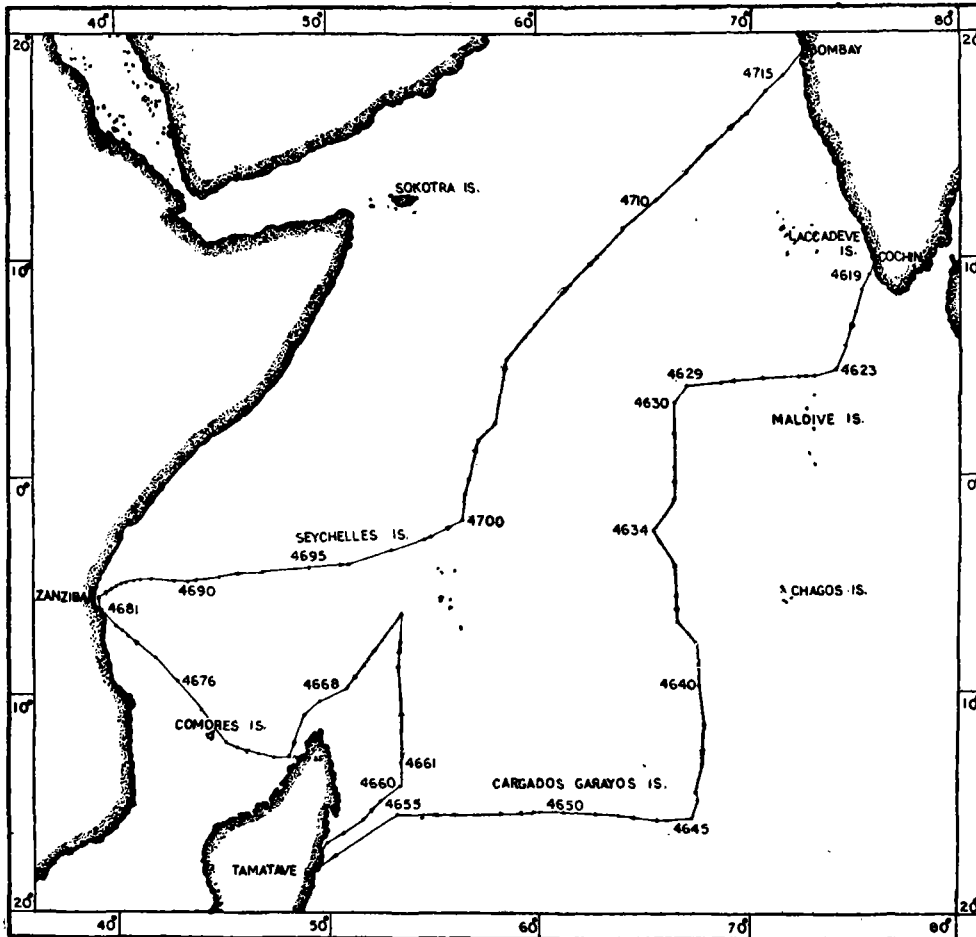 40° 50° 60° 70° 80°
20° 20
BOMBAY
4715
SOKOTRA IS.
4710
LACCADEVE
IS.
COCHIN
10° 10
4619
4629
4623
4630
MALDIVE IS.
0° 0°
4700
SEYCHELLES IS.
4634
4695
4690
ZANZIBA
4681
CHAGOS IS.
4676
4668
4640
10° 10°
COMORES IS.
4661
4660
CARGADOS GARAYOS IS.
4655
4650
4645
TAMATAVE
20° 20°
40° 50° 60° 70° 80°